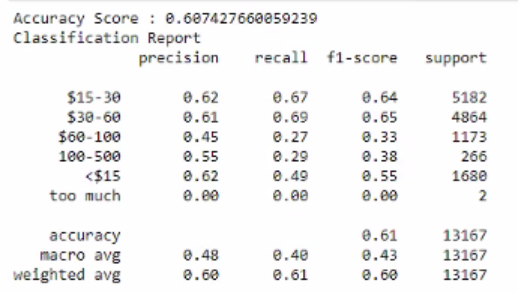 Accuracy Score : 0.607427660059239
Classification Report
precision recall f1-score support
$15-30 0.62 0.67 0.64 5182
$30-60 0.61 0.69 0.65 4864
$60-100 0.45 0.27 0.33 1173
100-500 0.55 0.29 0.38 266
<$15 0.62 0.49 0.55 1680
too much 0.00 0.00 0.00 2
accuracy 0.61 13167
macro avg 0.48 0.40 0.43 13167
weighted avg 0.60 0.61 0.60 13167